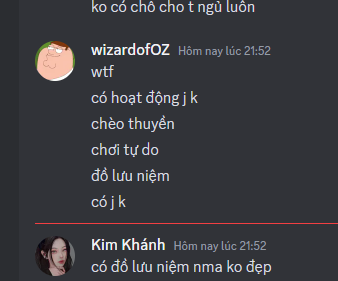 ko có chỗ cho t ngủ luôn
wizardofOZ Hôm nay lúc 21:52
wtf
có hoạt động j k
chèo thuyền
chơi tự do
đồ lưu niệm
có j k
Kim Khánh Hôm nay lúc 21:52
có đồ lưu niệm nma ko đẹp